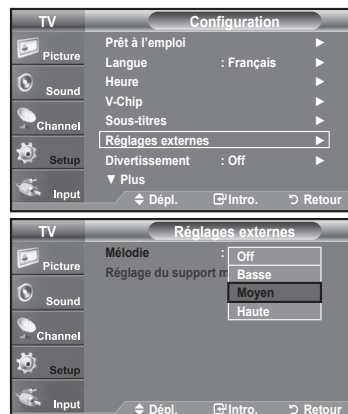 TV Configuration
Picture
Sound
Channel
Setup
Input
Prêt à l'emploi ►
Langue : Français ►
Heure ►
V-Chip ►
Sous-titres ►
Réglages externes ►
Divertissement : Off ►
▼ Plus
Dépl. Intro. Retour
TV Réglages externes
Picture
Sound
Channel
Setup
Input
Mélodie : Off
Réglage du support m Basse
Moyen
Haute
Dépl. Intro. Retour